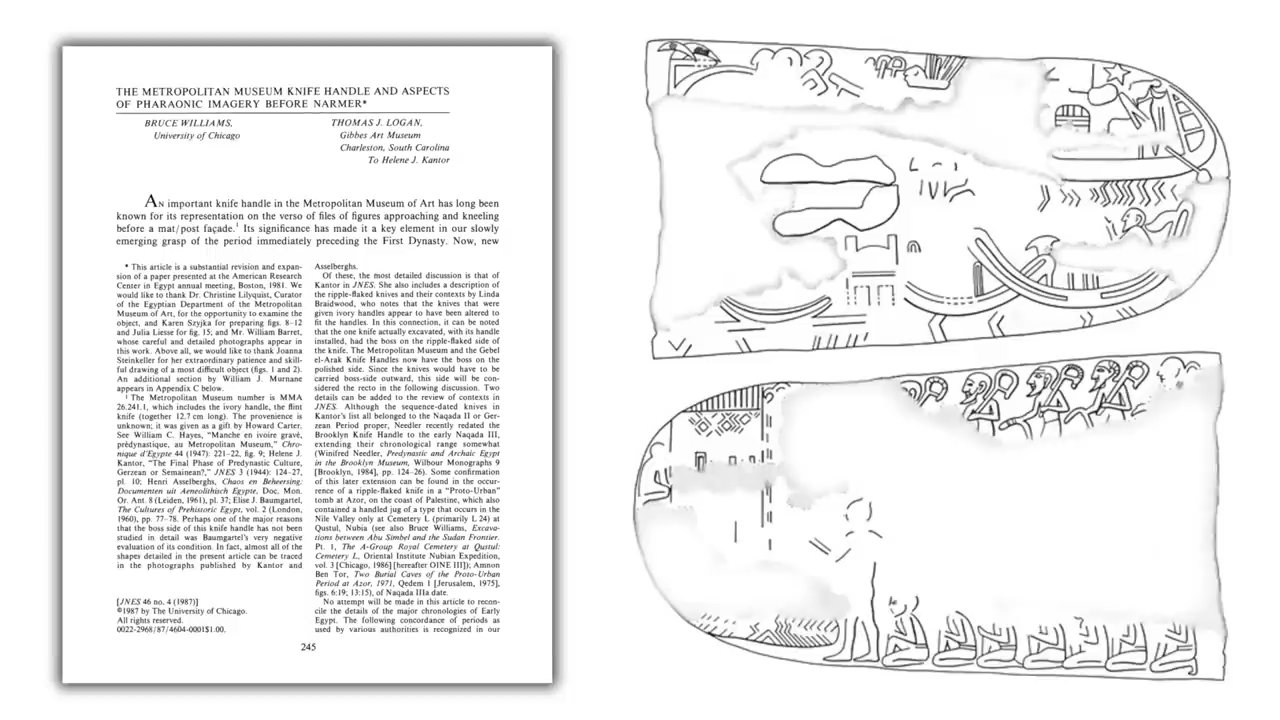 THE METROPOLITAN MUSEUM KNIFE HANDLE AND ASPECTS
OF PHARAONIC IMAGERY BEFORE NARMER*
BRUCE WILLIAMS,
University of Chicago
THOMAS J. LOGAN,
Gibbes Art Museum
Charleston, South Carolina
To Helene J. Kantor
AN important knife handle in the Metropolitan Museum of Art has long been
known for its representation on the verso of files of figures approaching and kneeling
before a mat/post façade.¹ Its significance has made it a key element in our slowly
emerging grasp of the period immediately preceding the First Dynasty. Now, new
* This article is a substantial revision and expan-
sion of a paper presented at the American Research
Center in Egypt annual meeting, Boston, 1981. We
would like to thank Dr. Christine Lilyquist, Curator
of the Egyptian Department of the Metropolitan
Museum of Art, for the opportunity to examine the
object, and Karen Szyjka for preparing figs. 8–12
and Julia Liesse for fig. 15; and Mr. William Barret,
whose careful and detailed photographs appear in
this work. Above all, we would like to thank Joanna
Steinkeller for her extraordinary patience and skill-
ful drawing of a most difficult object (figs. 1 and 2).
An additional section by William J. Murnane
appears in Appendix C below.
¹ The Metropolitan Museum number is MMA
26.241.1, which includes the ivory handle, the flint
knife (together 12.7 cm long). The provenience is
unknown; it was given as a gift by Howard Carter.
See William C. Hayes, "Manche en ivoire gravé,
prédynastique, au Metropolitan Museum," Chro-
nique d'Egypte 44 (1947): 221–22, fig. 9; Helene J.
Kantor, "The Final Phase of Predynastic Culture,
Gerzean or Semainean?," JNES 3 (1944): 124–27,
pl. 10; Henri Asselberghs, Chaos en Beheersing:
Documenten uit Aeneolithisch Egypte, Doc. Mon.
Or. Ant. 8 (Leiden, 1961), pl. 37; Elise J. Baumgartel,
The Cultures of Prehistoric Egypt, vol. 2 (London,
1960), pp. 77–78. Perhaps one of the major reasons
that the boss side of this knife handle has not been
studied in detail was Baumgartel's very negative
evaluation of its condition. In fact, almost all of the
shapes detailed in the present article can be traced
in the photographs published by Kantor and
[JNES 46 no. 4 (1987)]
©1987 by The University of Chicago.
All rights reserved.
0022-2968/87/4604-0001$1.00.
Asselberghs.
Of these, the most detailed discussion is that of
Kantor in JNES. She also includes a description of
the ripple-flaked knives and their contexts by Linda
Braidwood, who notes that the knives that were
given ivory handles appear to have been altered to
fit the handles. In this connection, it can be noted
that the one knife actually excavated, with its handle
installed, had the boss on the ripple-flaked side of
the knife. The Metropolitan Museum and the Gebel
el-Arak Knife Handles now have the boss on the
polished side. Since the knives would have to be
carried boss-side outward, this side will be con-
sidered the recto in the following discussion. Two
details can be added to the review of contexts in
JNES. Although the sequence-dated knives in
Kantor's list all belonged to the Naqada II or Ger-
zean Period proper, Needler recently redated the
Brooklyn Knife Handle to the early Naqada III,
extending their chronological range somewhat
(Winifred Needler, Predynastic and Archaic Egypt
in the Brooklyn Museum, Wilbour Monographs 9
[Brooklyn, 1984], pp. 124–26). Some confirmation
of this later extension can be found in the occur-
rence of a ripple-flaked knife in a "Proto-Urban"
tomb at Azor, on the coast of Palestine, which also
contained a handled jug of a type that occurs in the
Nile Valley only at Cemetery L (primarily L 24) at
Qustul, Nubia (see also Bruce Williams, Excava-
tions between Abu Simbel and the Sudan Frontier.
Pt. 1, The A-Group Royal Cemetery at Qustul:
Cemetery L, Oriental Institute Nubian Expedition,
vol. 3 [Chicago, 1986] [hereafter OINE III]); Amnon
Ben Tor, Two Burial Caves of the Proto-Urban
Period at Azor, 1971, Qedem 1 [Jerusalem, 1975],
figs. 6:19; 13:15), of Naqada IIIa date.
No attempt will be made in this article to recon-
cile the details of the major chronologies of Early
Egypt. The following concordance of periods as
used by various authorities is recognized in our
245